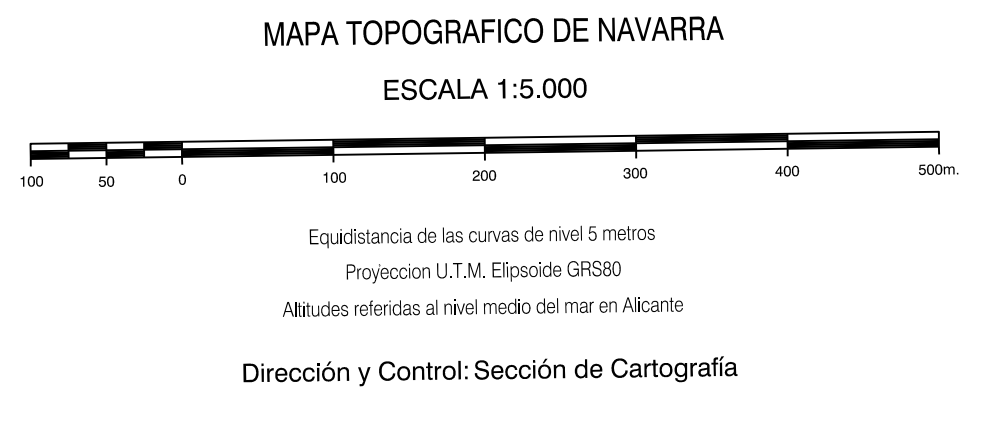 MAPA TOPOGRAFICO DE NAVARRA
ESCALA 1:5.000
100 50 0 100 200 300 400 500m.
Equidistancia de las curvas de nivel 5 metros
Proyeccion U.T.M. Elipsoide GRS80
Altitudes referidas al nivel medio del mar en Alicante
Dirección y Control: Sección de Cartografía